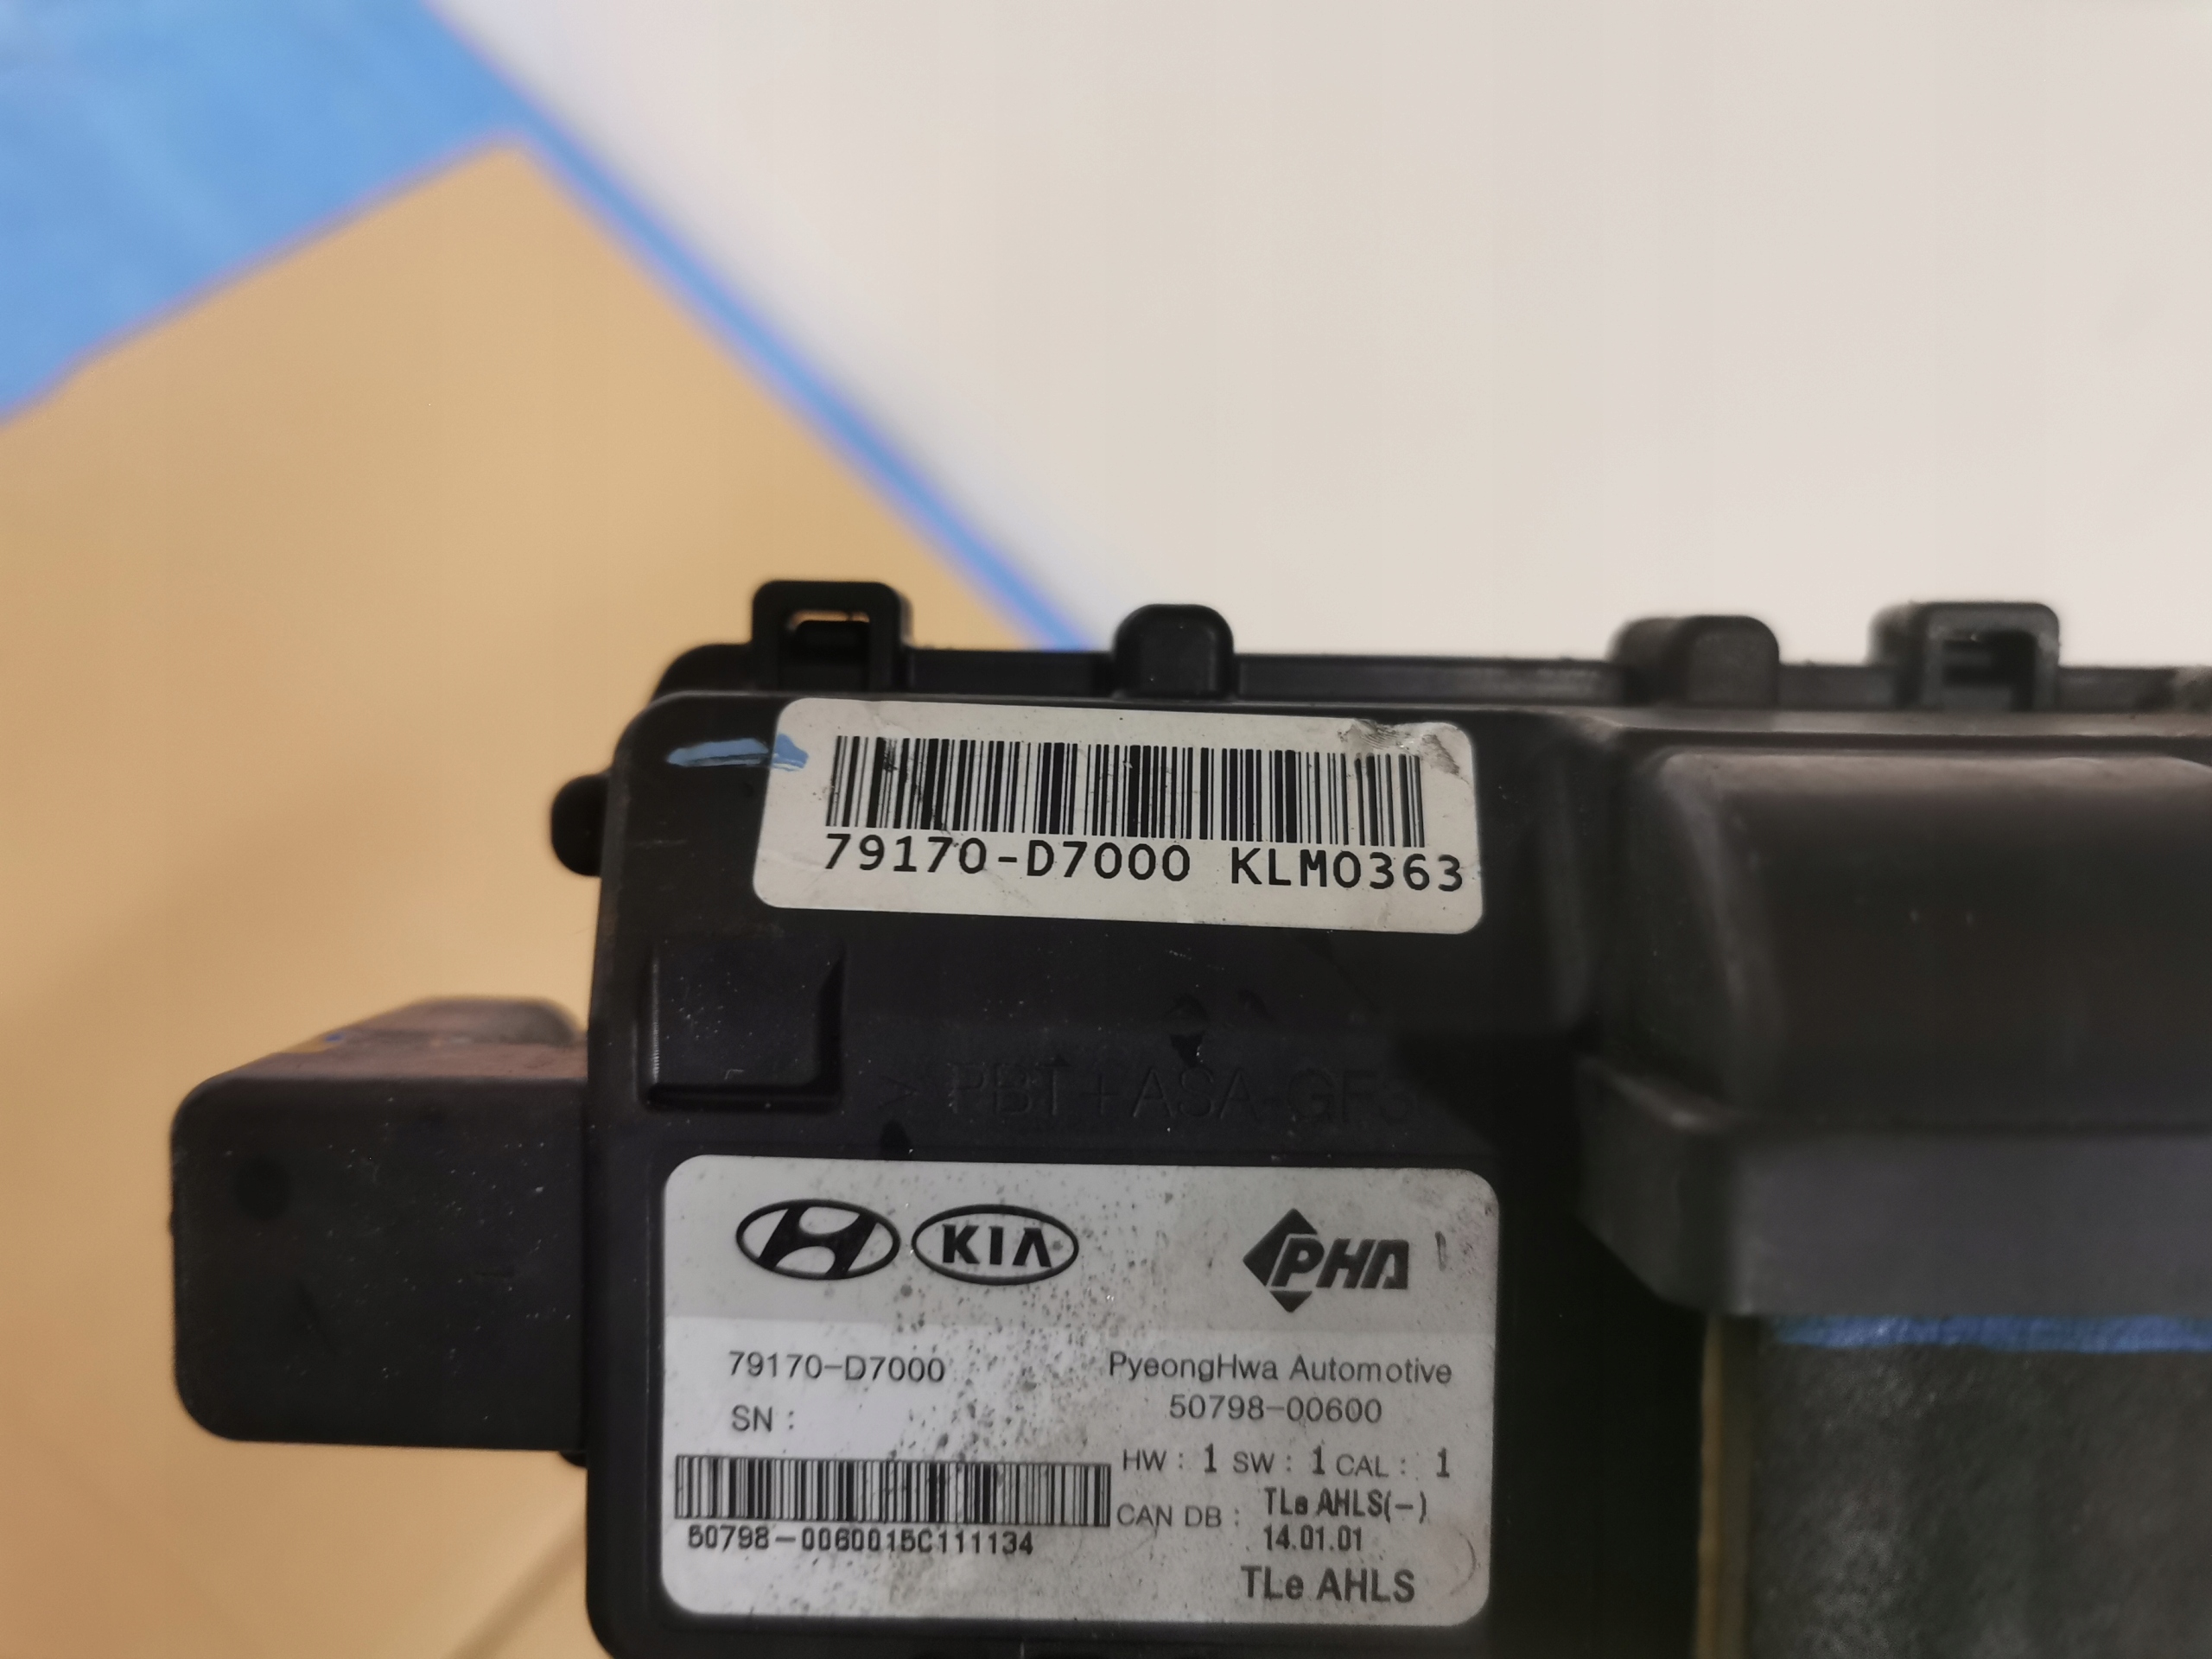 79170-D7000 KLM0363
> PBT+ASA-GF3
KIA
PHA
79170-D7000
PyeongHwa Automotive
SN :
50798-00600
HW : 1 SW : 1 CAL : 1
50798-0060015C111134
CAN DB : TLe AHLS(-)
14.01.01
TLe AHLS